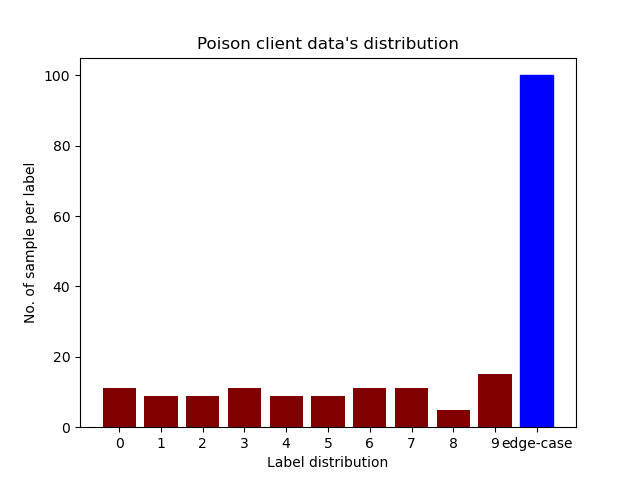 Poison client data's distribution
No. of sample per label
100
80
60
40
20
0
0 1 2 3 4 5 6 7 8 9 edge-case
Label distribution